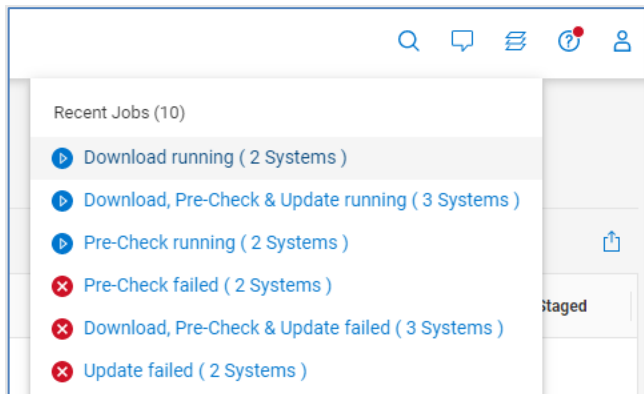 Recent Jobs (10)
Download running ( 2 Systems )
Download, Pre-Check & Update running ( 3 Systems )
Pre-Check running ( 2 Systems )
Pre-Check failed ( 2 Systems )
Staged
Download, Pre-Check & Update failed ( 3 Systems )
Update failed ( 2 Systems )